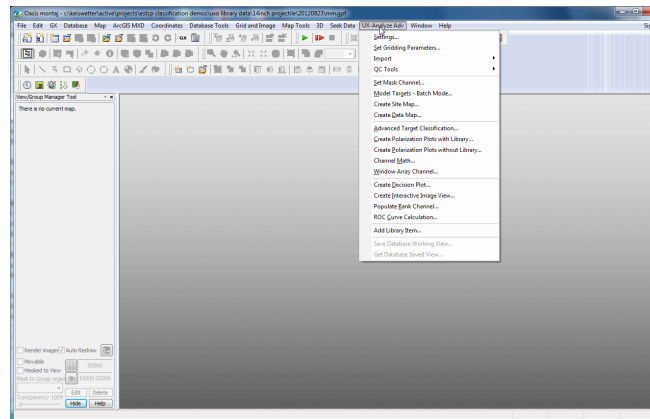 Oasis montaj - c:\keiswetter\active\projects\estcp classification demos\uxo library data\14inch projectile\20120823\mm.gpf
File Edit GX Database Map ArcGIS MXD Coordinates Database Tools Grid and Image Map Tools 3D Seek Data UX-Analyze Adv Window Help
GX
View/Group Manager Tool
There is no current map.
Settings...
Set Gridding Parameters...
Import
QC Tools
Set Mask Channel...
Model Targets - Batch Mode...
Create Site Map...
Create Data Map...
Advanced Target Classification...
Create Polarization Plots with Library...
Create Polarization Plots without Library...
Channel Math...
Window Array Channel...
Create Decision Plot...
Create Interactive Image View...
Populate Rank Channel...
ROC Curve Calculation...
Add Library Item...
Save Database Working View...
Get Database Saved View...
Render images Auto Redraw
Movable
Masked to View
50000
Mask to Group region
10000-20000
Edit Delete
Transparency 100%
Hide Help